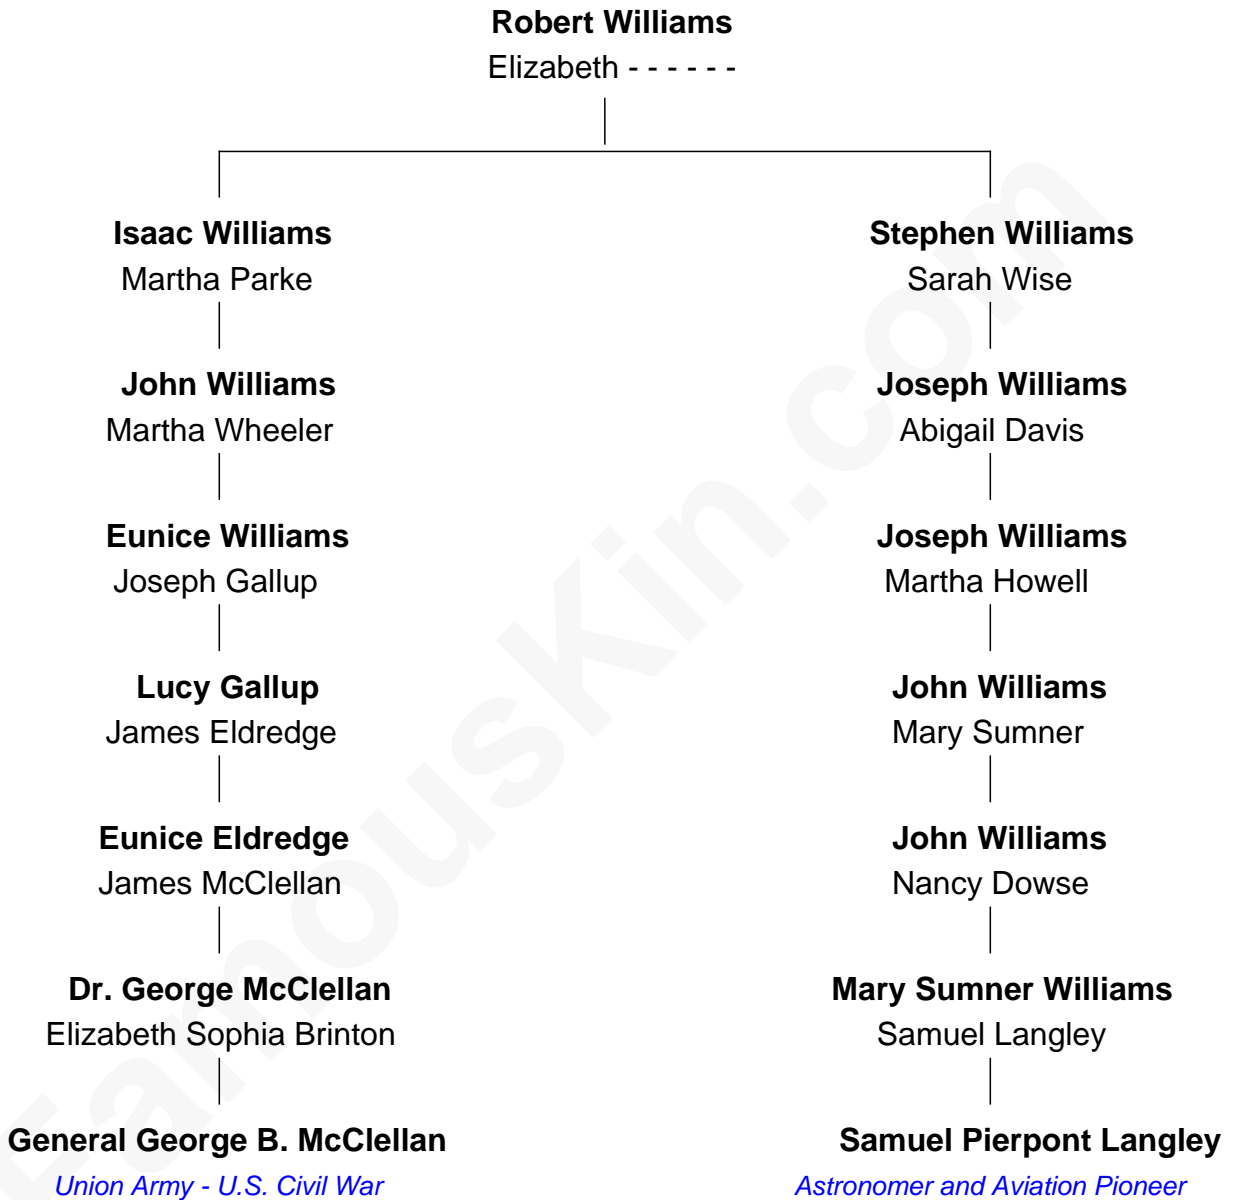 Robert Williams
Elizabeth - - - - - -
Isaac Williams
Martha Parke
Stephen Williams
Sarah Wise
John Williams
Martha Wheeler
Joseph Williams
Abigail Davis
Eunice Williams
Joseph Gallup
Joseph Williams
Martha Howell
Lucy Gallup
James Eldredge
John Williams
Mary Sumner
Eunice Eldredge
James McClellan
John Williams
Nancy Dowse
Dr. George McClellan
Elizabeth Sophia Brinton
Mary Sumner Williams
Samuel Langley
General George B. McClellan
Union Army - U.S. Civil War
Samuel Pierpont Langley
Astronomer and Aviation Pioneer
FamousKin.com